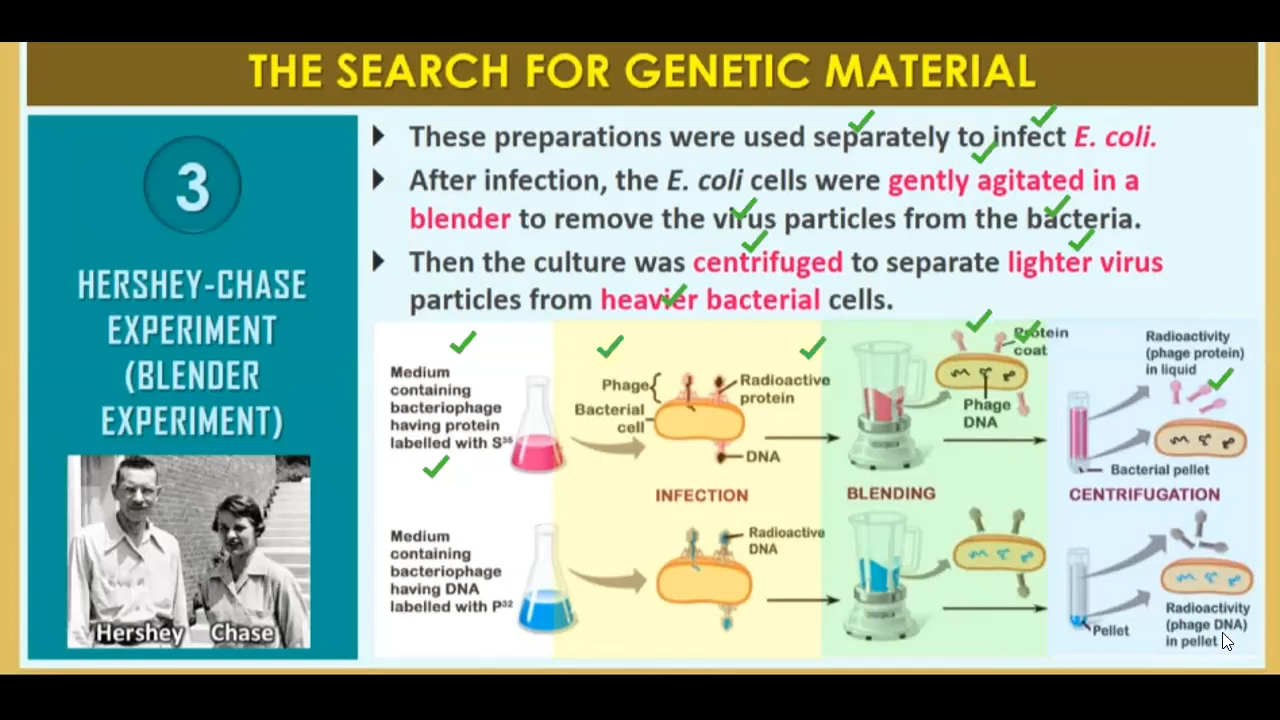 THE SEARCH FOR GENETIC MATERIAL
3
HERSHEY-CHASE
EXPERIMENT
(BLENDER
EXPERIMENT)
Hershey Chase
These preparations were used separately to infect E. coli.
After infection, the E. coli cells were gently agitated in a
blender to remove the virus particles from the bacteria.
Then the culture was centrifuged to separate lighter virus
particles from heavier bacterial cells.
Medium
containing
bacteriophage
having protein
labelled with S³⁵
Phage
Bacterial
cell
Radioactive
protein
DNA
INFECTION
Protein
coat
Phage
DNA
BLENDING
Radioactivity
(phage protein)
in liquid
Bacterial pellet
CENTRIFUGATION
Medium
containing
bacteriophage
having DNA
labelled with P³²
Radioactive
DNA
Pellet
Radioactivity
(phage DNA)
in pellet